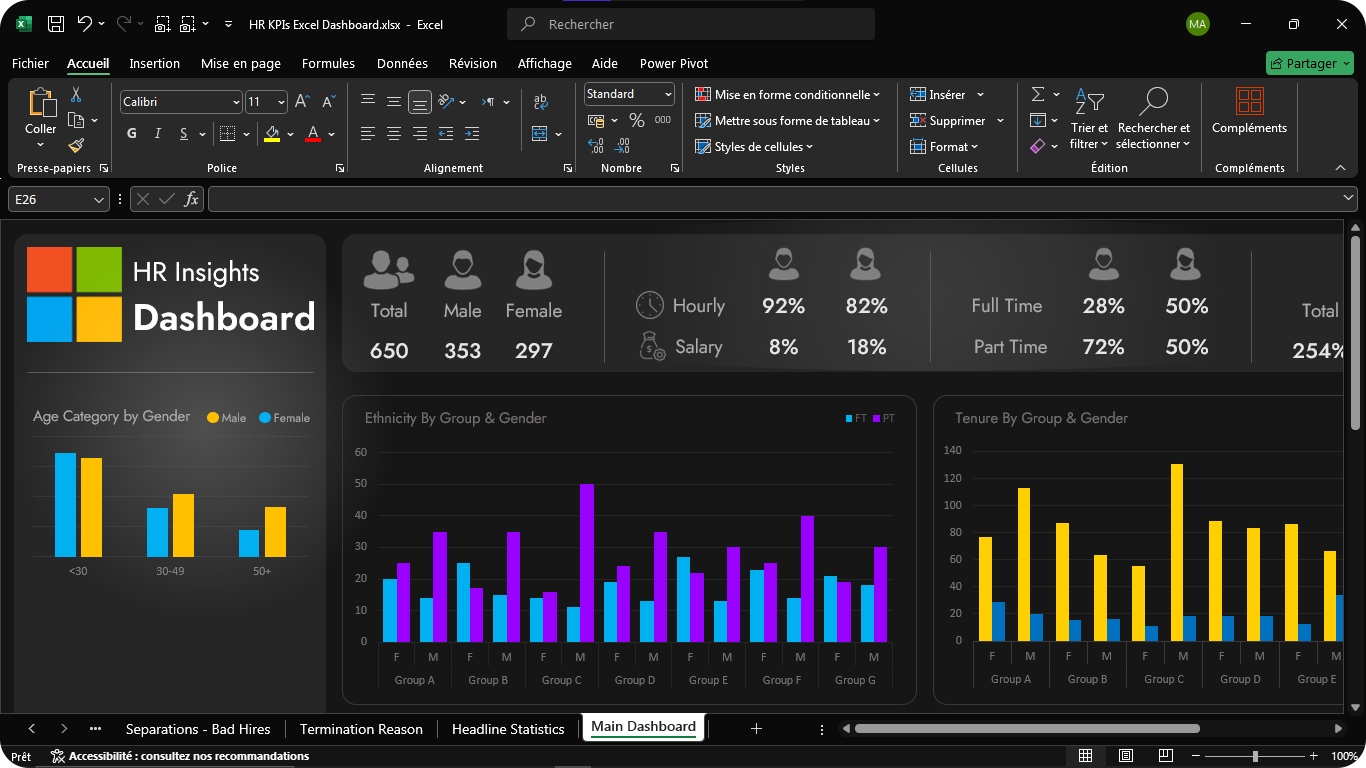 HR KPIs Excel Dashboard.xlsx - Excel
Rechercher
MA
Fichier Accueil Insertion Mise en page Formules Données Révision Affichage Aide Power Pivot
Partager
Coller
Presse-papiers
Calibri 11
G I S
Police
ab
Alignement
Standard
% 000
Nombre
Mise en forme conditionnelle
Mettre sous forme de tableau
Styles de cellules
Styles
Insérer
Supprimer
Format
Cellules
Trier et filtrer
Rechercher et sélectionner
Édition
Compléments
Compléments
E26
fx
HR Insights
Dashboard
Total Male Female
650 353 297
Hourly 92% 82%
Salary 8% 18%
Full Time 28% 50%
Part Time 72% 50%
Total
254%
Age Category by Gender Male Female
<30 30-49 50+
Ethnicity By Group & Gender FT PT
60
50
40
30
20
10
0
F M F M F M F M F M F M F M
Group A Group B Group C Group D Group E Group F Group G
Tenure By Group & Gender
140
120
100
80
60
40
20
0
F M F M F M F M F M
Group A Group B Group C Group D Group E
Separations - Bad Hires Termination Reason Headline Statistics Main Dashboard
Prêt Accessibilité : consultez nos recommandations 100%